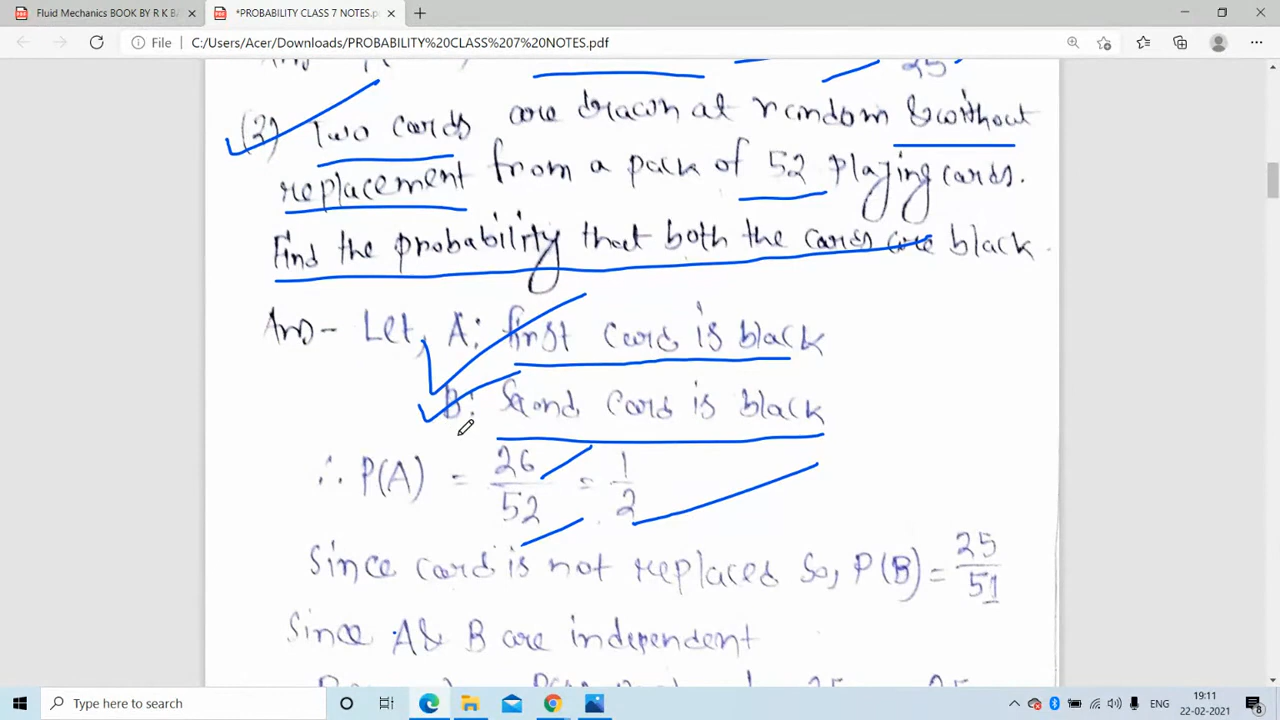 Fluid Mechanics BOOK BY R K BA
*PROBABILITY CLASS 7 NOTES.pdf
File C:/Users/Acer/Downloads/PROBABILITY%20CLASS%207%20NOTES.pdf
25
(2) Two cards are drawn at random & without
replacement from a pack of 52 playing cards.
Find the probability that both the cards are black.
Ans - Let, A: first card is black
B: Second card is black
∴ P(A) = 26/52 = 1/2
Since card is not replaced so, P(B) = 25/51
Since A & B are independent
Type here to search
ENG
19:11
22-02-2021
8